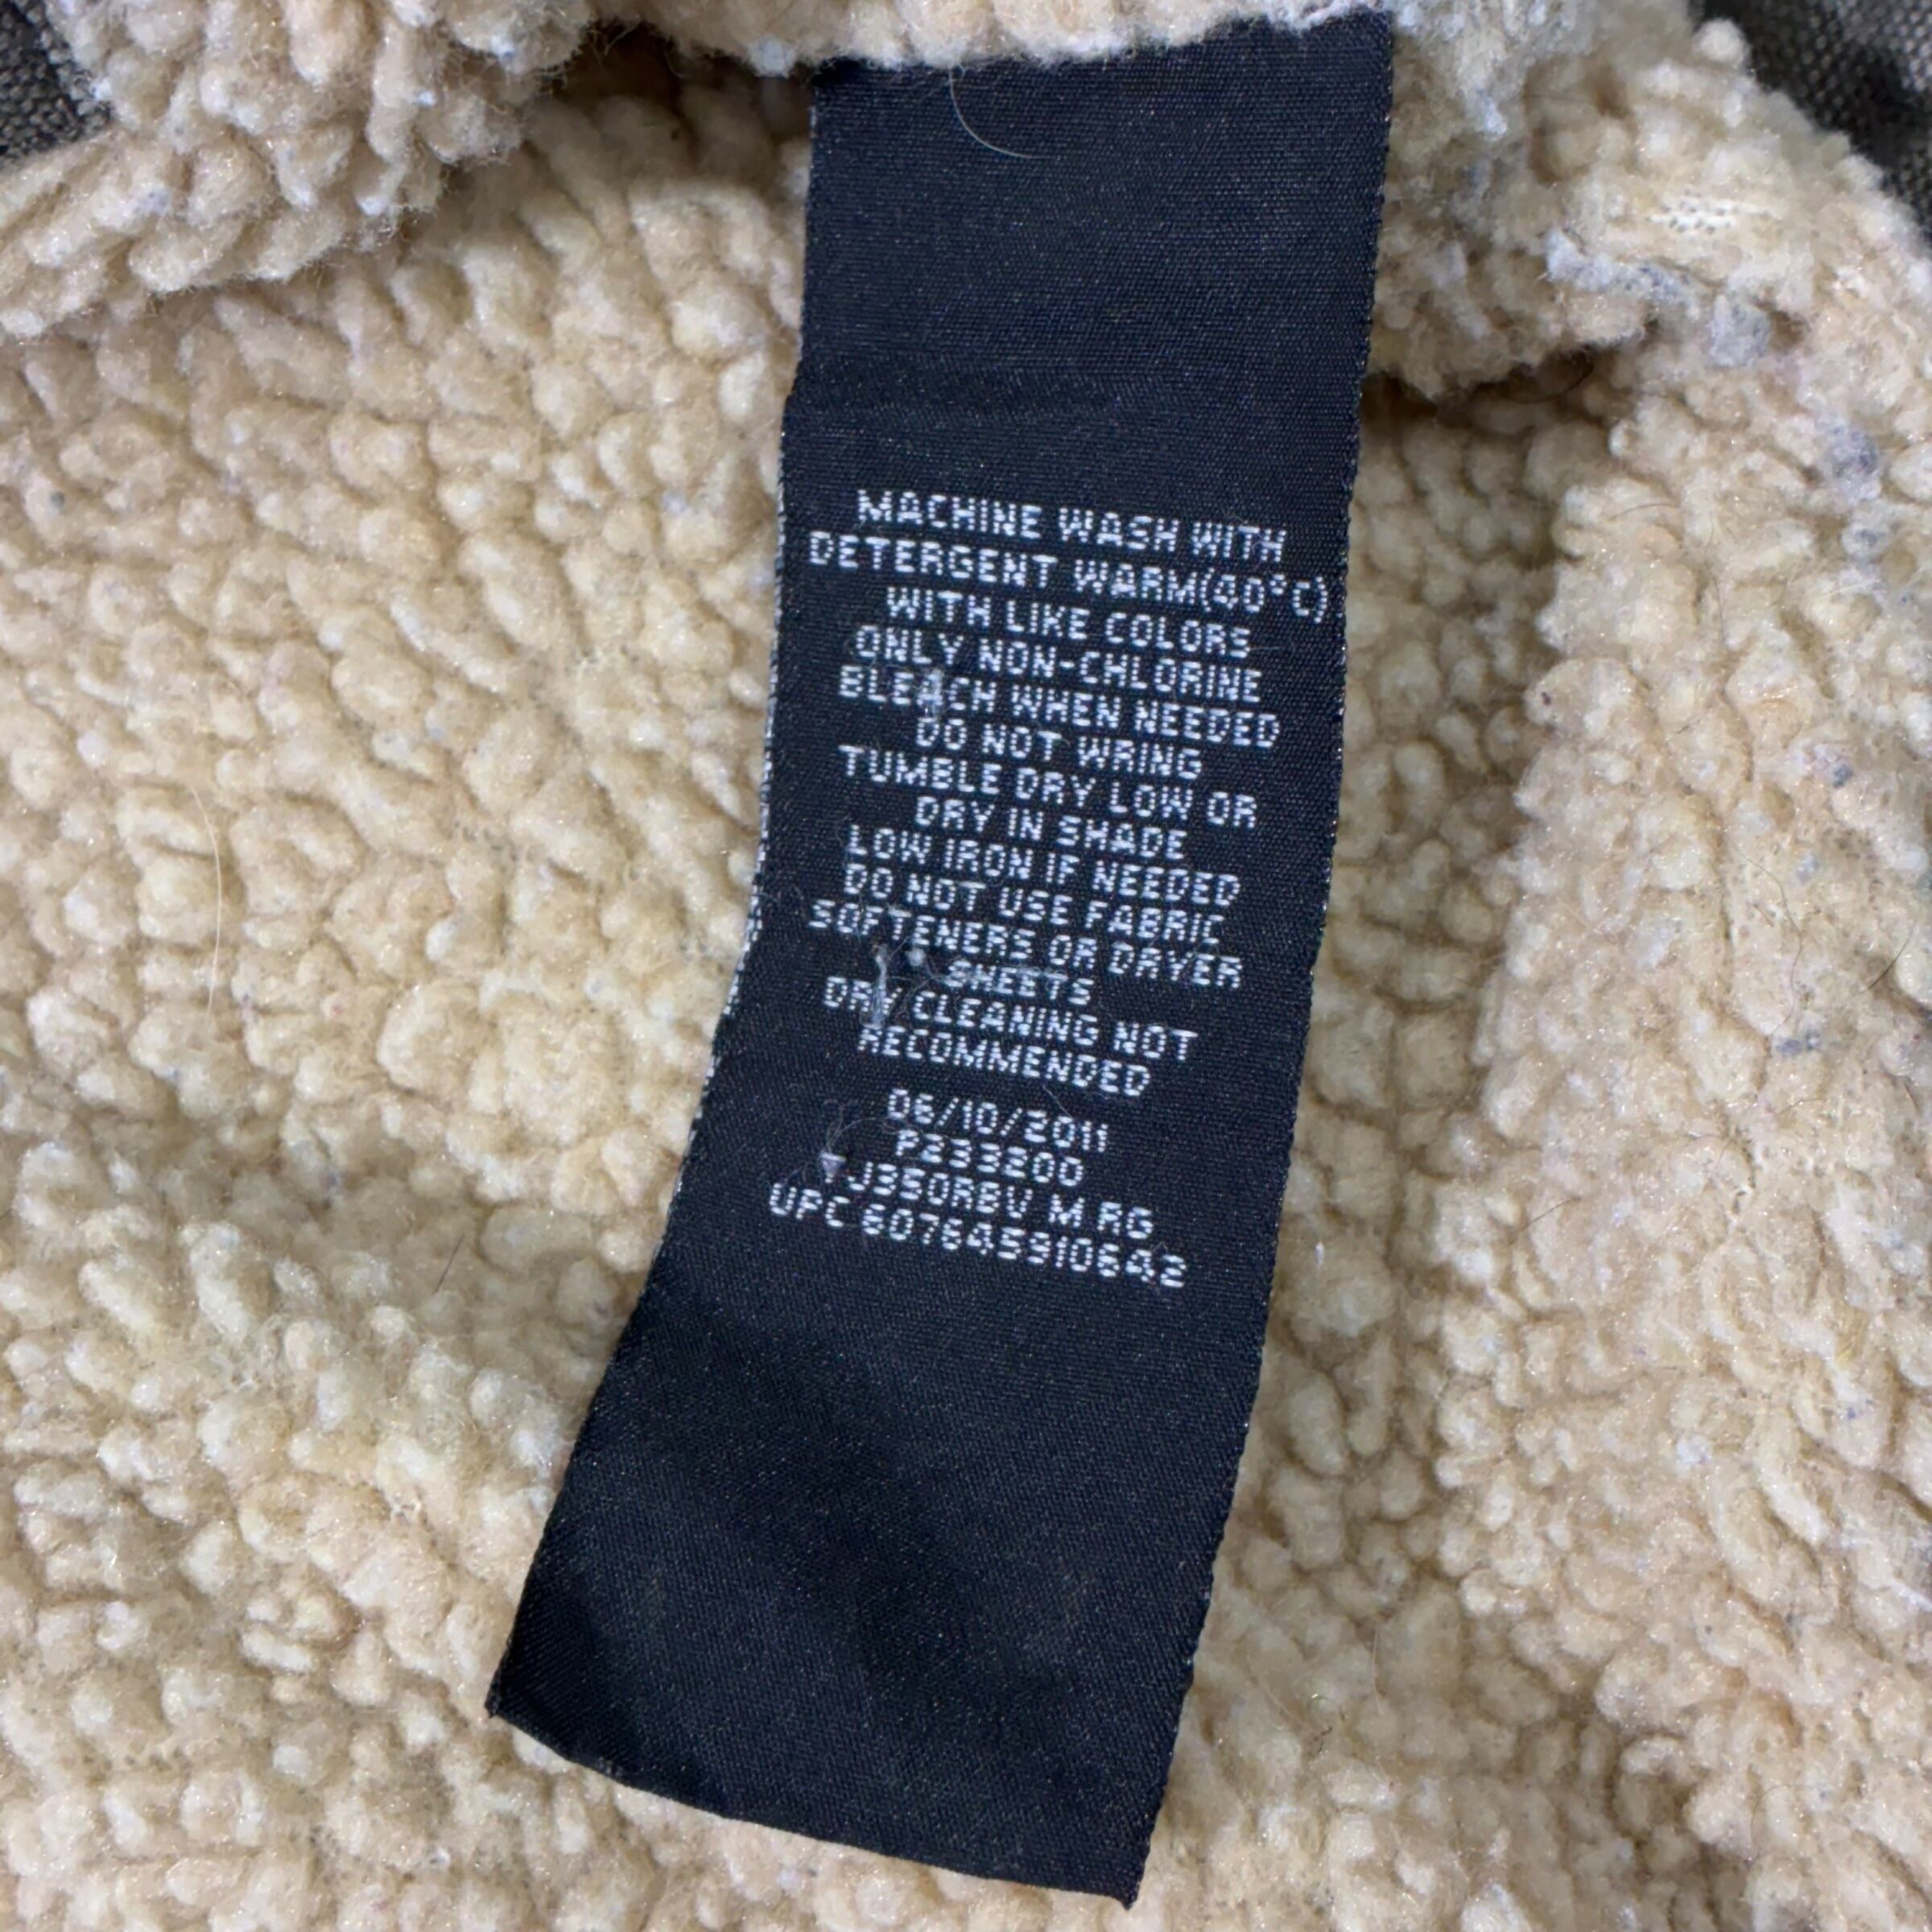 MACHINE WASH WITH
DETERGENT WARM(40°C)
WITH LIKE COLORS
ONLY NON-CHLORINE
BLEACH WHEN NEEDED
DO NOT WRING
TUMBLE DRY LOW OR
DRY IN SHADE
LOW IRON IF NEEDED
DO NOT USE FABRIC
SOFTENERS OR DRYER
SHEETS
DRY CLEANING NOT
RECOMMENDED
06/10/2011
P233200
TJ350RBV M RG
UPC 607645910642